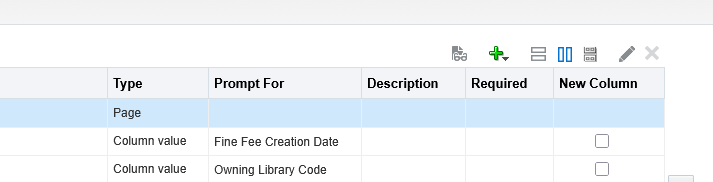 Type Prompt For Description Required New Column
Page
Column value Fine Fee Creation Date
Column value Owning Library Code